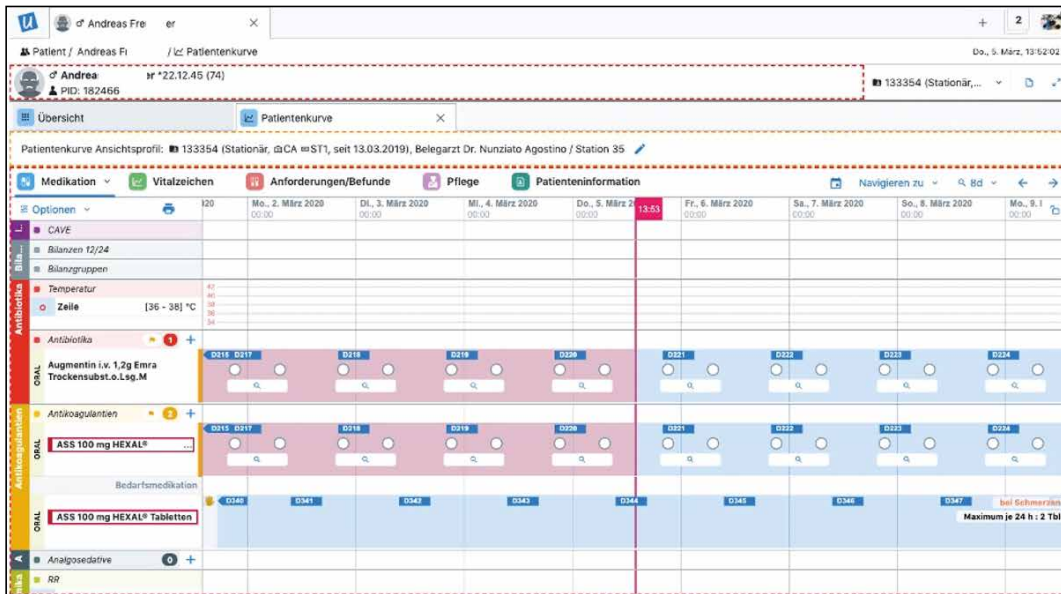 ♂ Andreas Fre er
2
Patient / Andreas Fr / Patientenkurve
Do., 5. März, 13:52:02
♂ Andrea *22.12.45 (74)
PID: 182466
133354 (Stationär,...
Übersicht
Patientenkurve
Patientenkurve Ansichtsprofil: 133354 (Stationär, CA ST1, seit 13.03.2019), Belegarzt Dr. Nunziato Agostino / Station 35
Medikation Vitalzeichen Anforderungen/Befunde Pflege Patienteninformation Navigieren zu 8d
Optionen
Mo., 2. März 2020 Di., 3. März 2020 Mi., 4. März 2020 Do., 5. März 2 13:53 Fr., 6. März 2020 Sa., 7. März 2020 So., 8. März 2020 Mo., 9.
00:00 00:00 00:00 00:00 00:00 00:00 00:00 00:00
CAVE
Bila...
Bilanzen 12/24
Bilanzgruppen
Antibiotika
Temperatur
Zeile [36 - 38] °C
Antibiotika 1 +
ORAL
Augmentin i.v. 1,2g Emra
Trockensubst.o.Lsg.M
D216 D217 D218 D219 D220 D221 D222 D223 D224
Antikoagulantien
Antikoagulantien 2 +
ORAL
ASS 100 mg HEXAL® ...
D215 D217 D218 D219 D220 D221 D222 D223 D224
Bedarfsmedikation
ORAL
ASS 100 mg HEXAL® Tabletten
D340 D341 D342 D343 D344 D345 D346 D347 bei Schmerzen
Maximum je 24 h : 2 Tbl
A
Analgosedative 0 +
RR